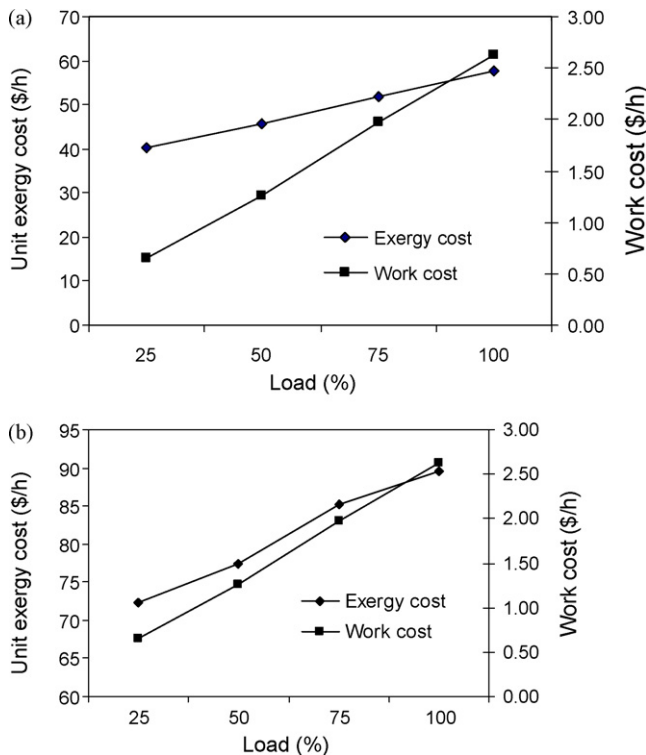 (a)
70
60
50
40
30
20
10
0
Unit exergy cost ($/h)
3.00
2.50
2.00
1.50
1.00
0.50
0.00
Work cost ($/h)
Exergy cost
Work cost
25 50 75 100
Load (%)
(b)
95
90
85
80
75
70
65
60
Unit exergy cost ($/h)
3.00
2.50
2.00
1.50
1.00
0.50
0.00
Work cost ($/h)
Exergy cost
Work cost
25 50 75 100
Load (%)